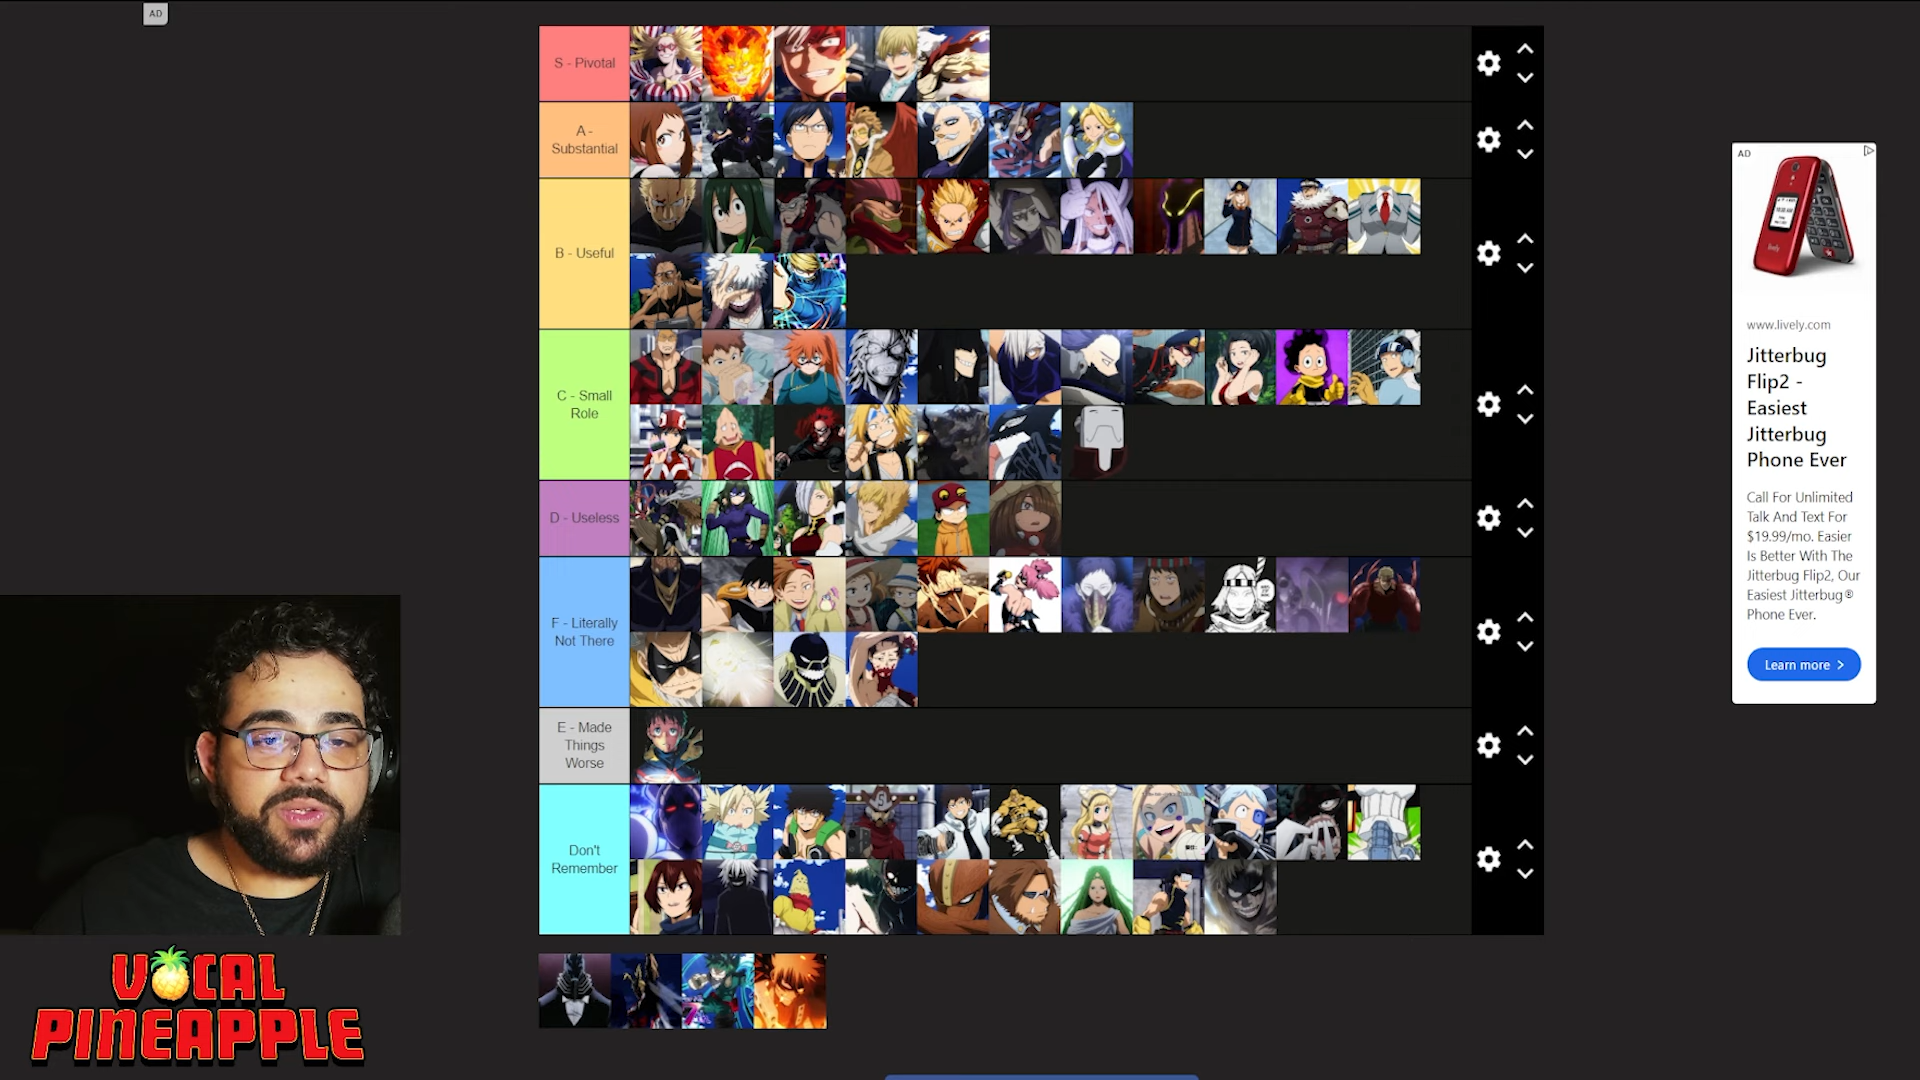 AD
S - Pivotal
A -
Substantial
B - Useful
C - Small
Role
D - Useless
F - Literally
Not There
E - Made
Things
Worse
Don't
Remember
AD
www.lively.com
Jitterbug
Flip2 -
Easiest
Jitterbug
Phone Ever
Call For Unlimited
Talk And Text For
$19.99/mo. Easier
Is Better With The
Jitterbug Flip2, Our
Easiest Jitterbug®
Phone Ever.
Learn more >
VOCAL
PINEAPPLE